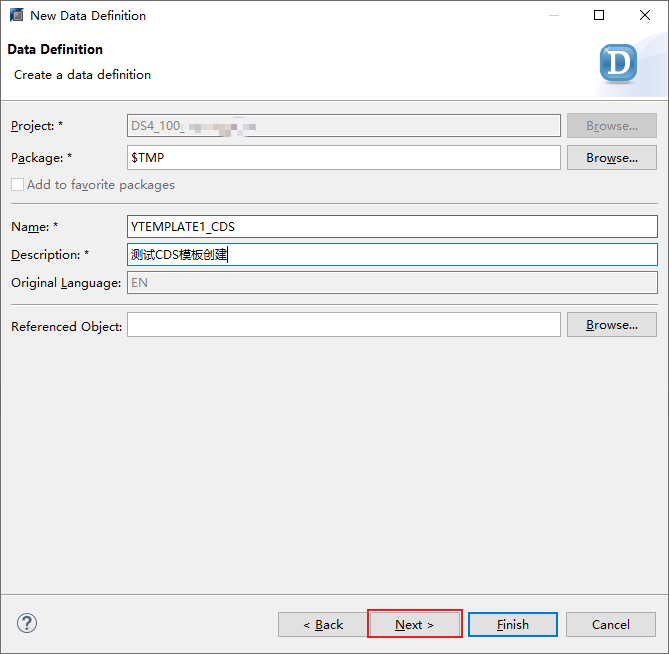 New Data Definition
Data Definition
Create a data definition
D
Project: * DS4_100_
Browse...
Package: * $TMP
Browse...
Add to favorite packages
Name: * YTEMPLATE1_CDS
Description: * 测试CDS模板创建
Original Language: EN
Referenced Object:
Browse...
?
< Back
Next >
Finish
Cancel